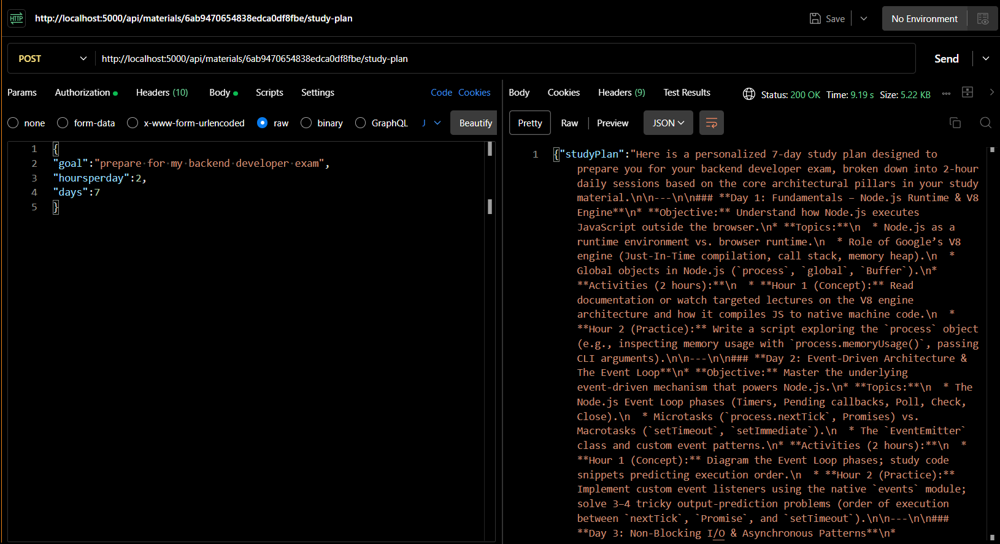 HTTP http://localhost:5000/api/materials/6ab9470654838edca0df8fbe/study-plan Save No Environment
POST http://localhost:5000/api/materials/6ab9470654838edca0df8fbe/study-plan Send
Params Authorization Headers (10) Body Scripts Settings Code Cookies
none form-data x-www-form-urlencoded raw binary GraphQL J Beautify
1 {
2 "goal":"prepare·for·my·backend·developer·exam",
3 "hoursperday":2,
4 "days":7
5 }
Body Cookies Headers (9) Test Results Status: 200 OK Time: 9.19 s Size: 5.22 KB
Pretty Raw Preview JSON
1 {"studyPlan":"Here is a personalized 7-day study plan designed to
prepare you for your backend developer exam, broken down into 2-hour
daily sessions based on the core architectural pillars in your study
material.\n\n---\n\n### **Day 1: Fundamentals – Node.js Runtime & V8
Engine**\n* **Objective:** Understand how Node.js executes
JavaScript outside the browser.\n* **Topics:**\n  * Node.js as a
runtime environment vs. browser runtime.\n  * Role of Google’s V8
engine (Just-In-Time compilation, call stack, memory heap).\n  *
Global objects in Node.js (`process`, `global`, `Buffer`).\n*
**Activities (2 hours):**\n  * **Hour 1 (Concept):** Read
documentation or watch targeted lectures on the V8 engine
architecture and how it compiles JS to native machine code.\n  *
**Hour 2 (Practice):** Write a script exploring the `process` object
(e.g., inspecting memory usage with `process.memoryUsage()`, passing
CLI arguments).\n\n---\n\n### **Day 2: Event-Driven Architecture &
The Event Loop**\n* **Objective:** Master the underlying
event-driven mechanism that powers Node.js.\n* **Topics:**\n  * The
Node.js Event Loop phases (Timers, Pending callbacks, Poll, Check,
Close).\n  * Microtasks (`process.nextTick`, Promises) vs.
Macrotasks (`setTimeout`, `setImmediate`).\n  * The `EventEmitter`
class and custom event patterns.\n* **Activities (2 hours):**\n  *
**Hour 1 (Concept):** Diagram the Event Loop phases; study code
snippets predicting execution order.\n  * **Hour 2 (Practice):**
Implement custom event listeners using the native `events` module;
solve 3–4 tricky output-prediction problems (order of execution
between `nextTick`, `Promise`, and `setTimeout`).\n\n---\n\n###
**Day 3: Non-Blocking I/O & Asynchronous Patterns**\n*